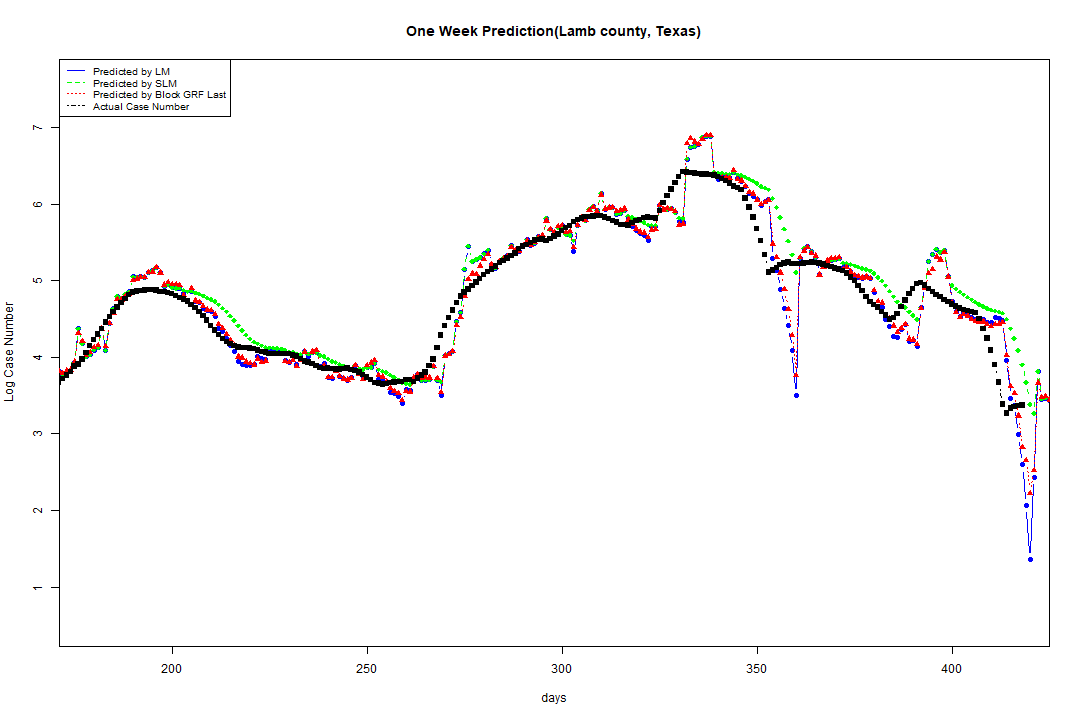 One Week Prediction(Lamb county, Texas)
Predicted by LM
Predicted by SLM
Predicted by Block GRF Last
Actual Case Number
7
6
5
4
3
2
1
Log Case Number
200 250 300 350 400
days